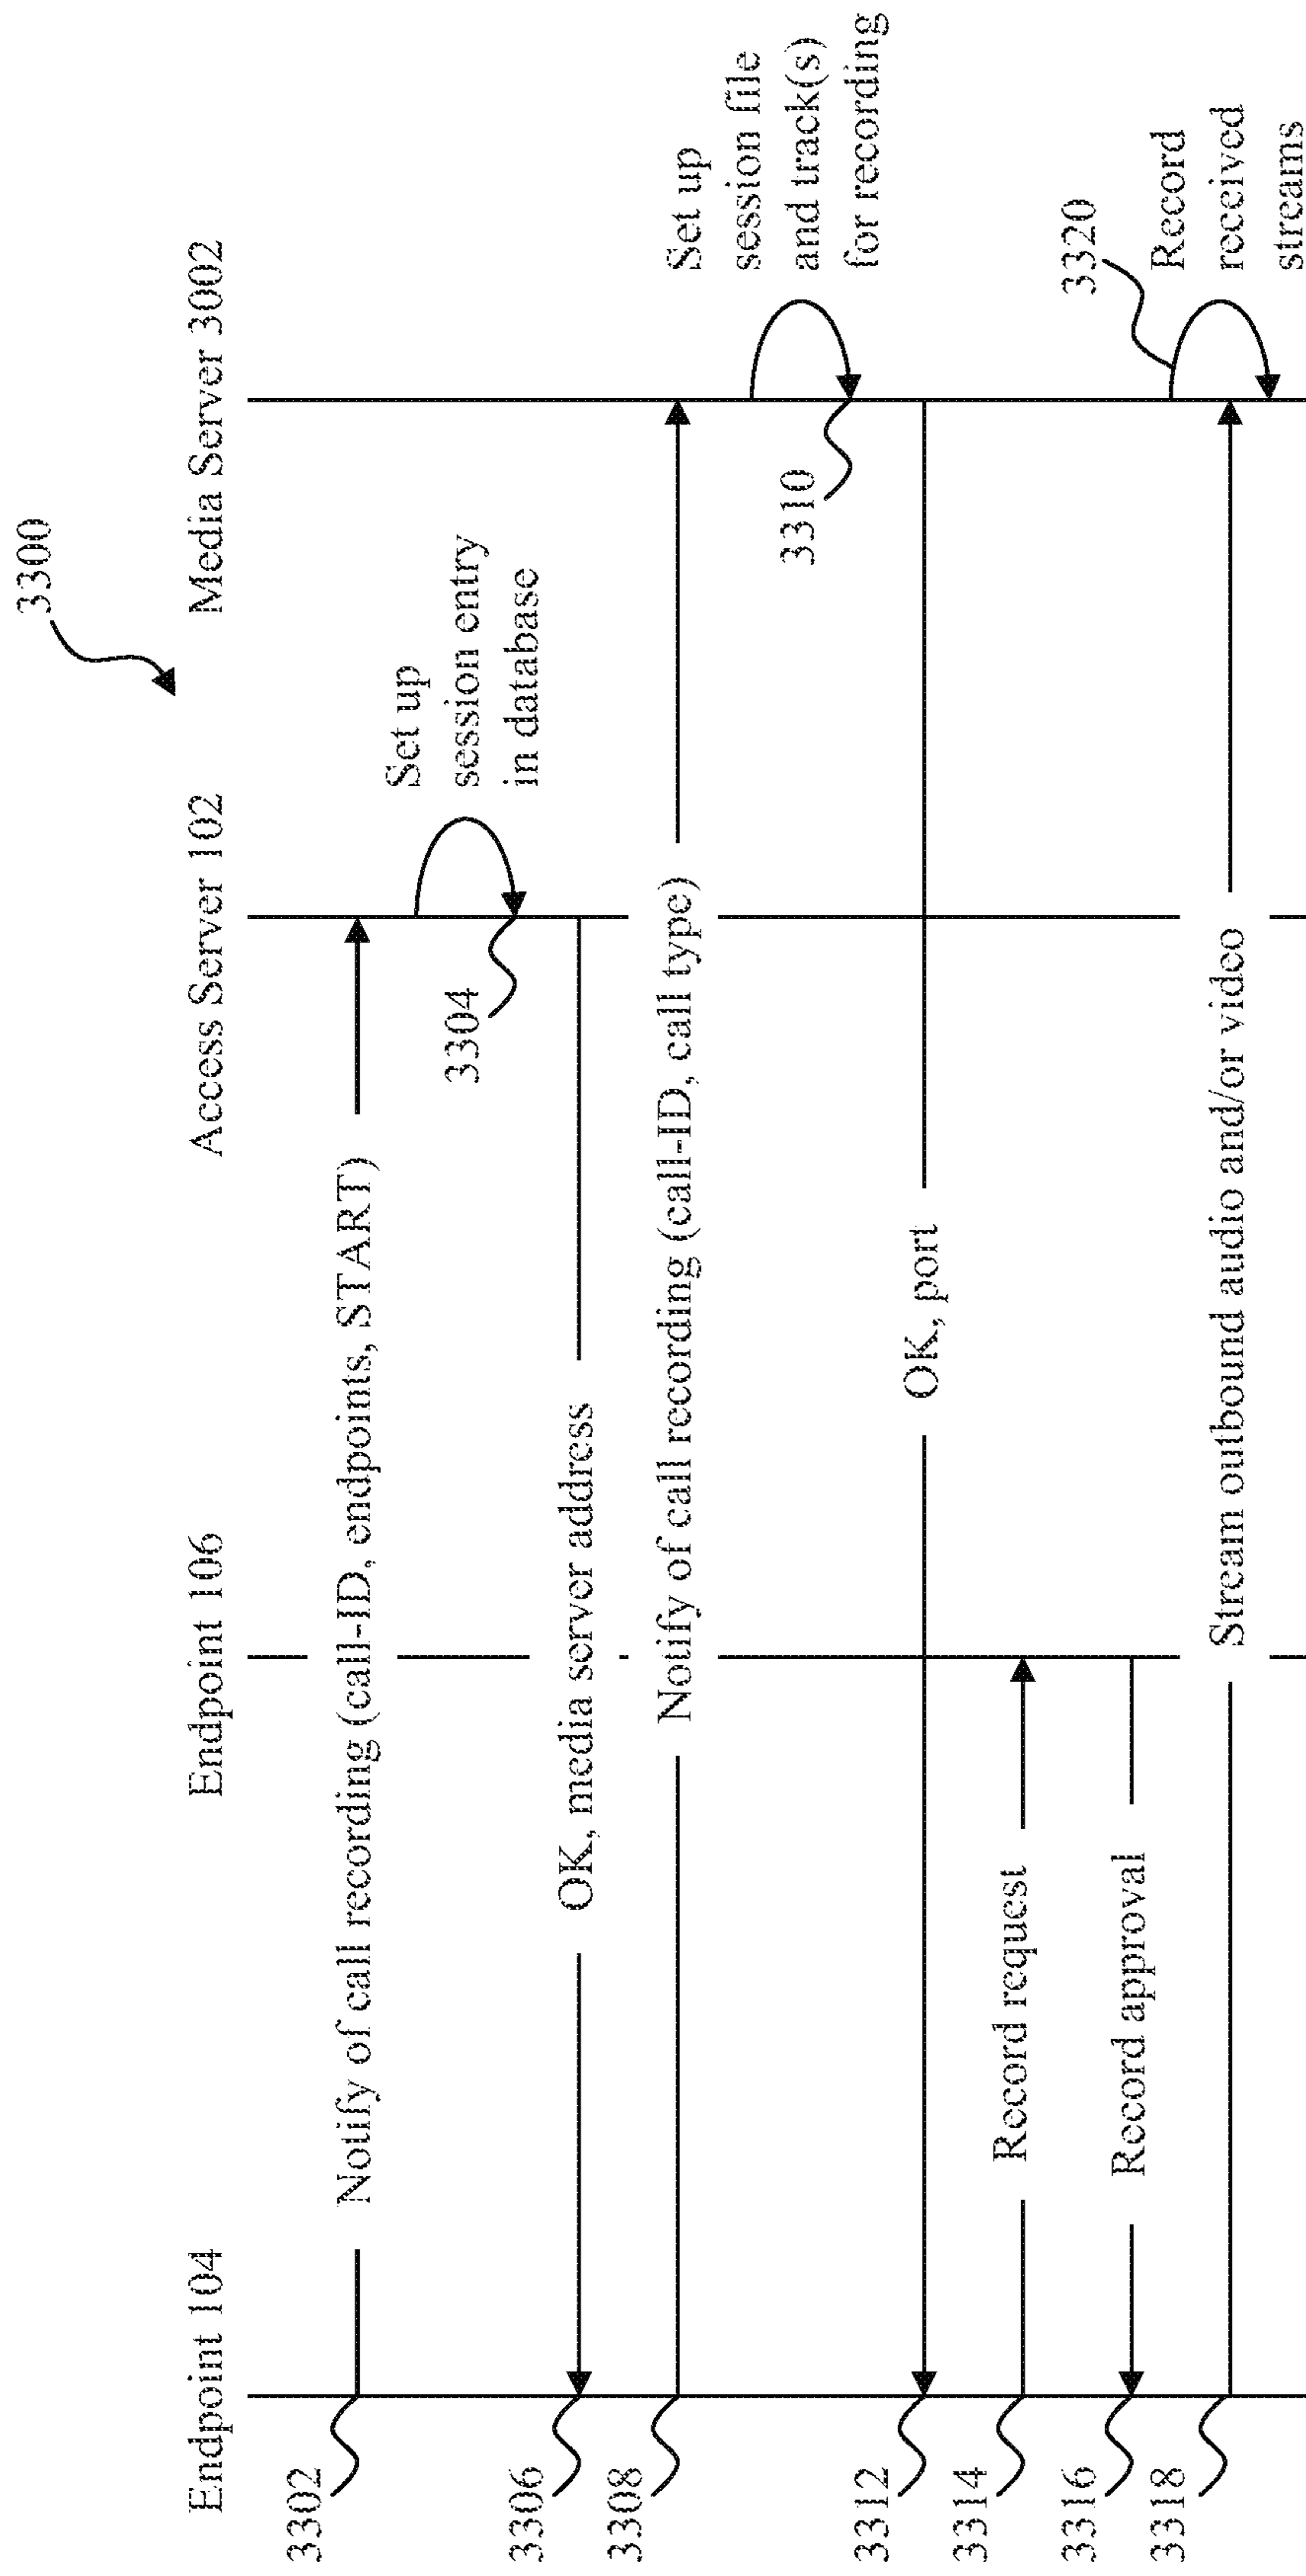 3300
Endpoint 104
Endpoint 106
Access Server 102
Media Server 3002
3302
Notify of call recording (call-ID, endpoints, START)
Set up
session entry
in database
3304
3306
OK, media server address
3308
Notify of call recording (call-ID, call type)
Set up
session file
and track(s)
for recording
3310
3312
OK, port
3314
Record request
3316
Record approval
3318
Stream outbound audio and/or video
3320
Record
received
streams